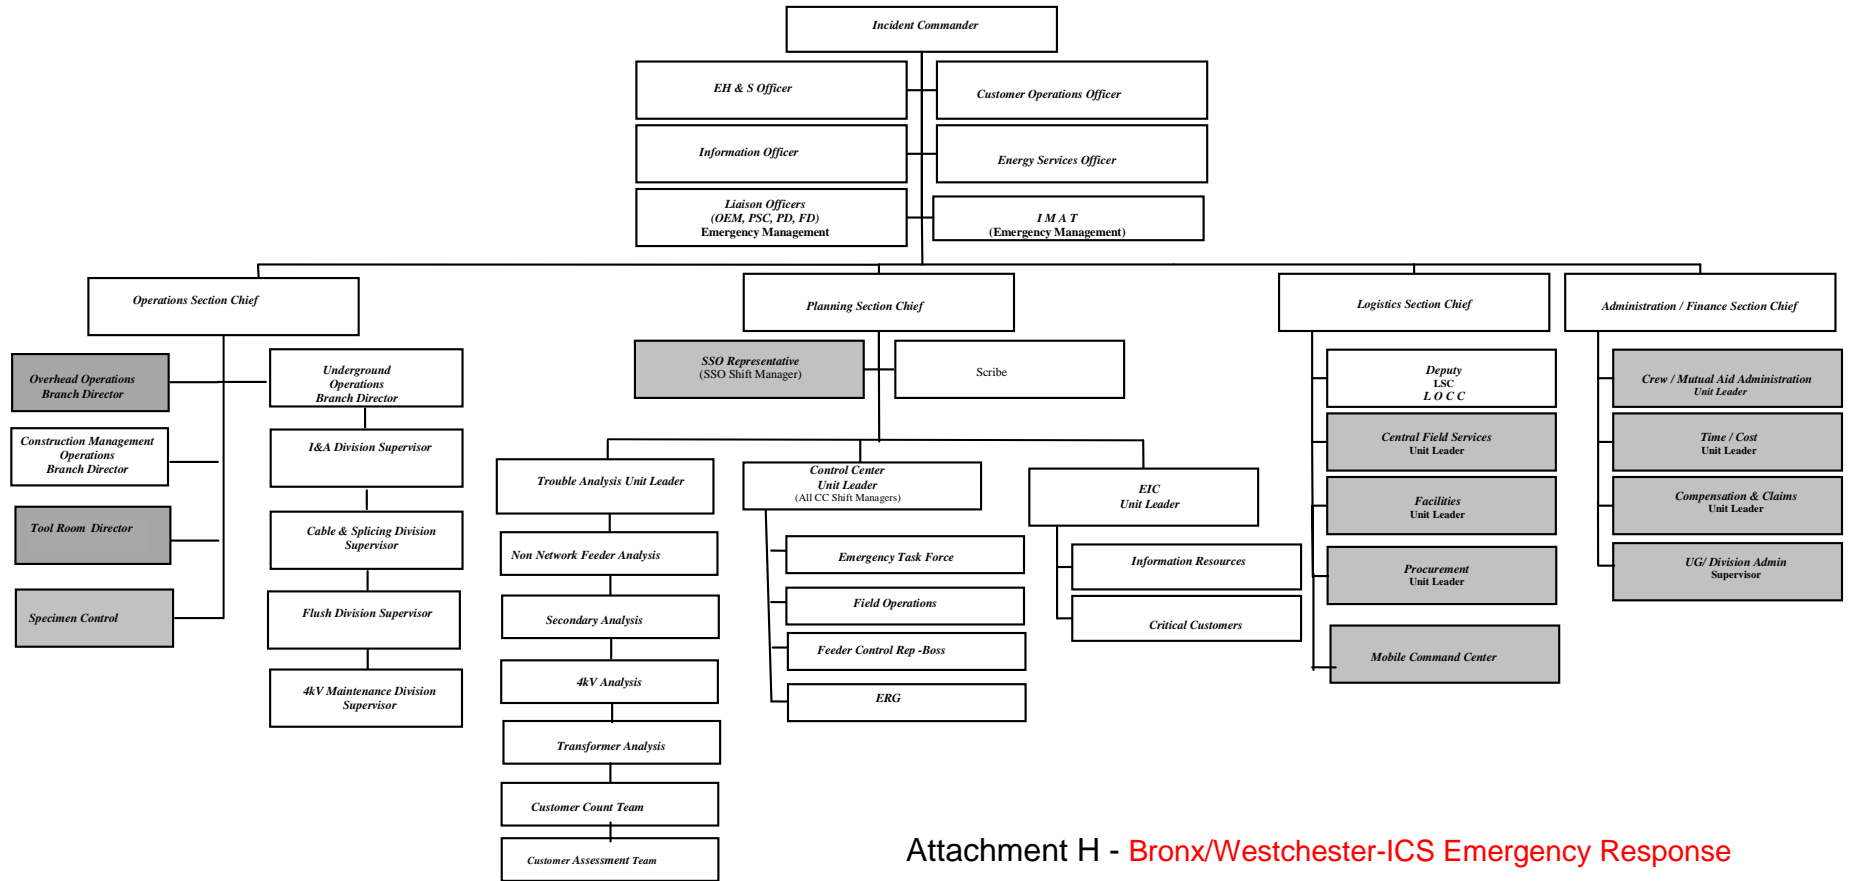 Incident Commander
EH & S Officer
Customer Operations Officer
Information Officer
Energy Services Officer
Liaison Officers
(OEM, PSC, PD, FD)
Emergency Management
I M A T
(Emergency Management)
Operations Section Chief
Planning Section Chief
Logistics Section Chief
Administration / Finance Section Chief
Overhead Operations
Branch Director
Underground
Operations
Branch Director
Construction Management
Operations
Branch Director
I&A Division Supervisor
Tool Room Director
Cable & Splicing Division
Supervisor
Specimen Control
Flush Division Supervisor
4kV Maintenance Division
Supervisor
SSO Representative
(SSO Shift Manager)
Scribe
Trouble Analysis Unit Leader
Non Network Feeder Analysis
Secondary Analysis
4kV Analysis
Transformer Analysis
Customer Count Team
Customer Assessment Team
Control Center
Unit Leader
(All CC Shift Managers)
Emergency Task Force
Field Operations
Feeder Control Rep -Boss
ERG
EIC
Unit Leader
Information Resources
Critical Customers
Deputy
LSC
L O C C
Central Field Services
Unit Leader
Facilities
Unit Leader
Procurement
Unit Leader
Mobile Command Center
Crew / Mutual Aid Administration
Unit Leader
Time / Cost
Unit Leader
Compensation & Claims
Unit Leader
UG/ Division Admin
Supervisor
Attachment H - Bronx/Westchester-ICS Emergency Response